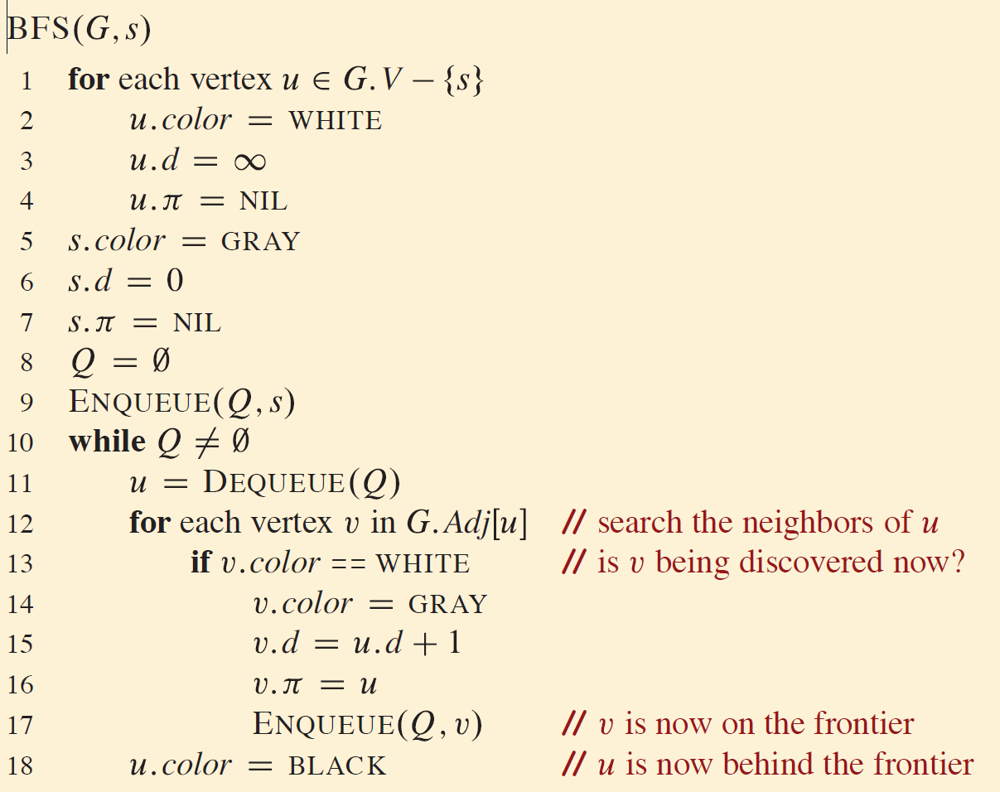 BFS(G, s)
1 for each vertex u ∈ G.V − {s}
2 u.color = WHITE
3 u.d = ∞
4 u.π = NIL
5 s.color = GRAY
6 s.d = 0
7 s.π = NIL
8 Q = ∅
9 ENQUEUE(Q, s)
10 while Q ≠ ∅
11 u = DEQUEUE(Q)
12 for each vertex v in G.Adj[u] // search the neighbors of u
13 if v.color == WHITE // is v being discovered now?
14 v.color = GRAY
15 v.d = u.d + 1
16 v.π = u
17 ENQUEUE(Q, v) // v is now on the frontier
18 u.color = BLACK // u is now behind the frontier